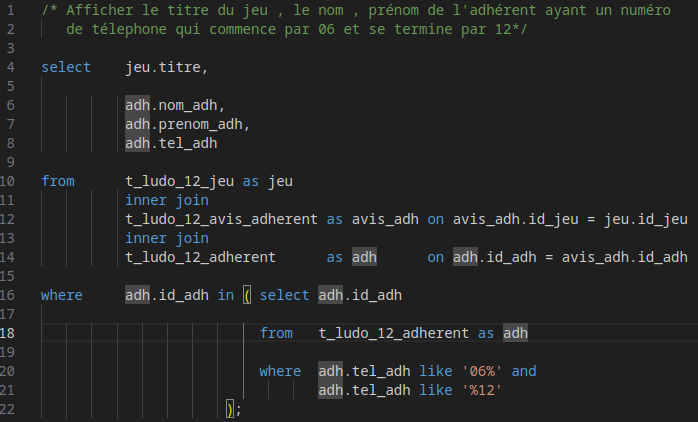 1 /* Afficher le titre du jeu , le nom , prénom de l'adhérent ayant un numéro
2 de télephone qui commence par 06 et se termine par 12*/
3
4 select jeu.titre,
5
6 adh.nom_adh,
7 adh.prenom_adh,
8 adh.tel_adh
9
10 from t_ludo_12_jeu as jeu
11 inner join
12 t_ludo_12_avis_adherent as avis_adh on avis_adh.id_jeu = jeu.id_jeu
13 inner join
14 t_ludo_12_adherent as adh on adh.id_adh = avis_adh.id_adh
15
16 where adh.id_adh in ( select adh.id_adh
17
18 from t_ludo_12_adherent as adh
19
20 where adh.tel_adh like '06%' and
21 adh.tel_adh like '%12'
22 );